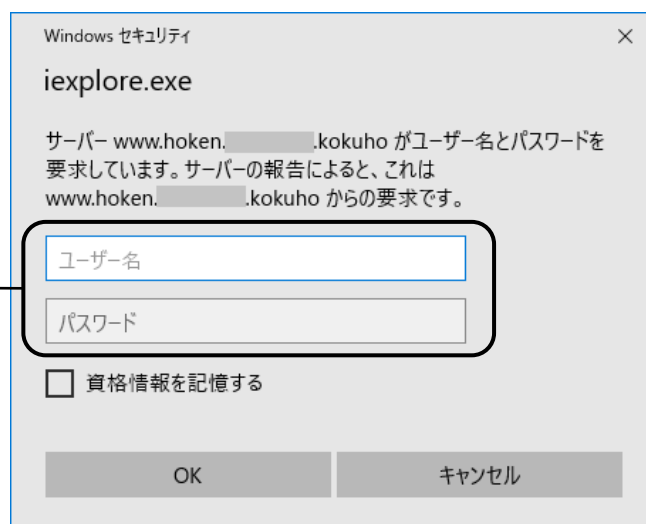 Windows セキュリティ
iexplore.exe
サーバー www.hoken. .kokuho がユーザー名とパスワードを
要求しています。サーバーの報告によると、これは
www.hoken. .kokuho からの要求です。
ユーザー名
パスワード
資格情報を記憶する
OK
キャンセル